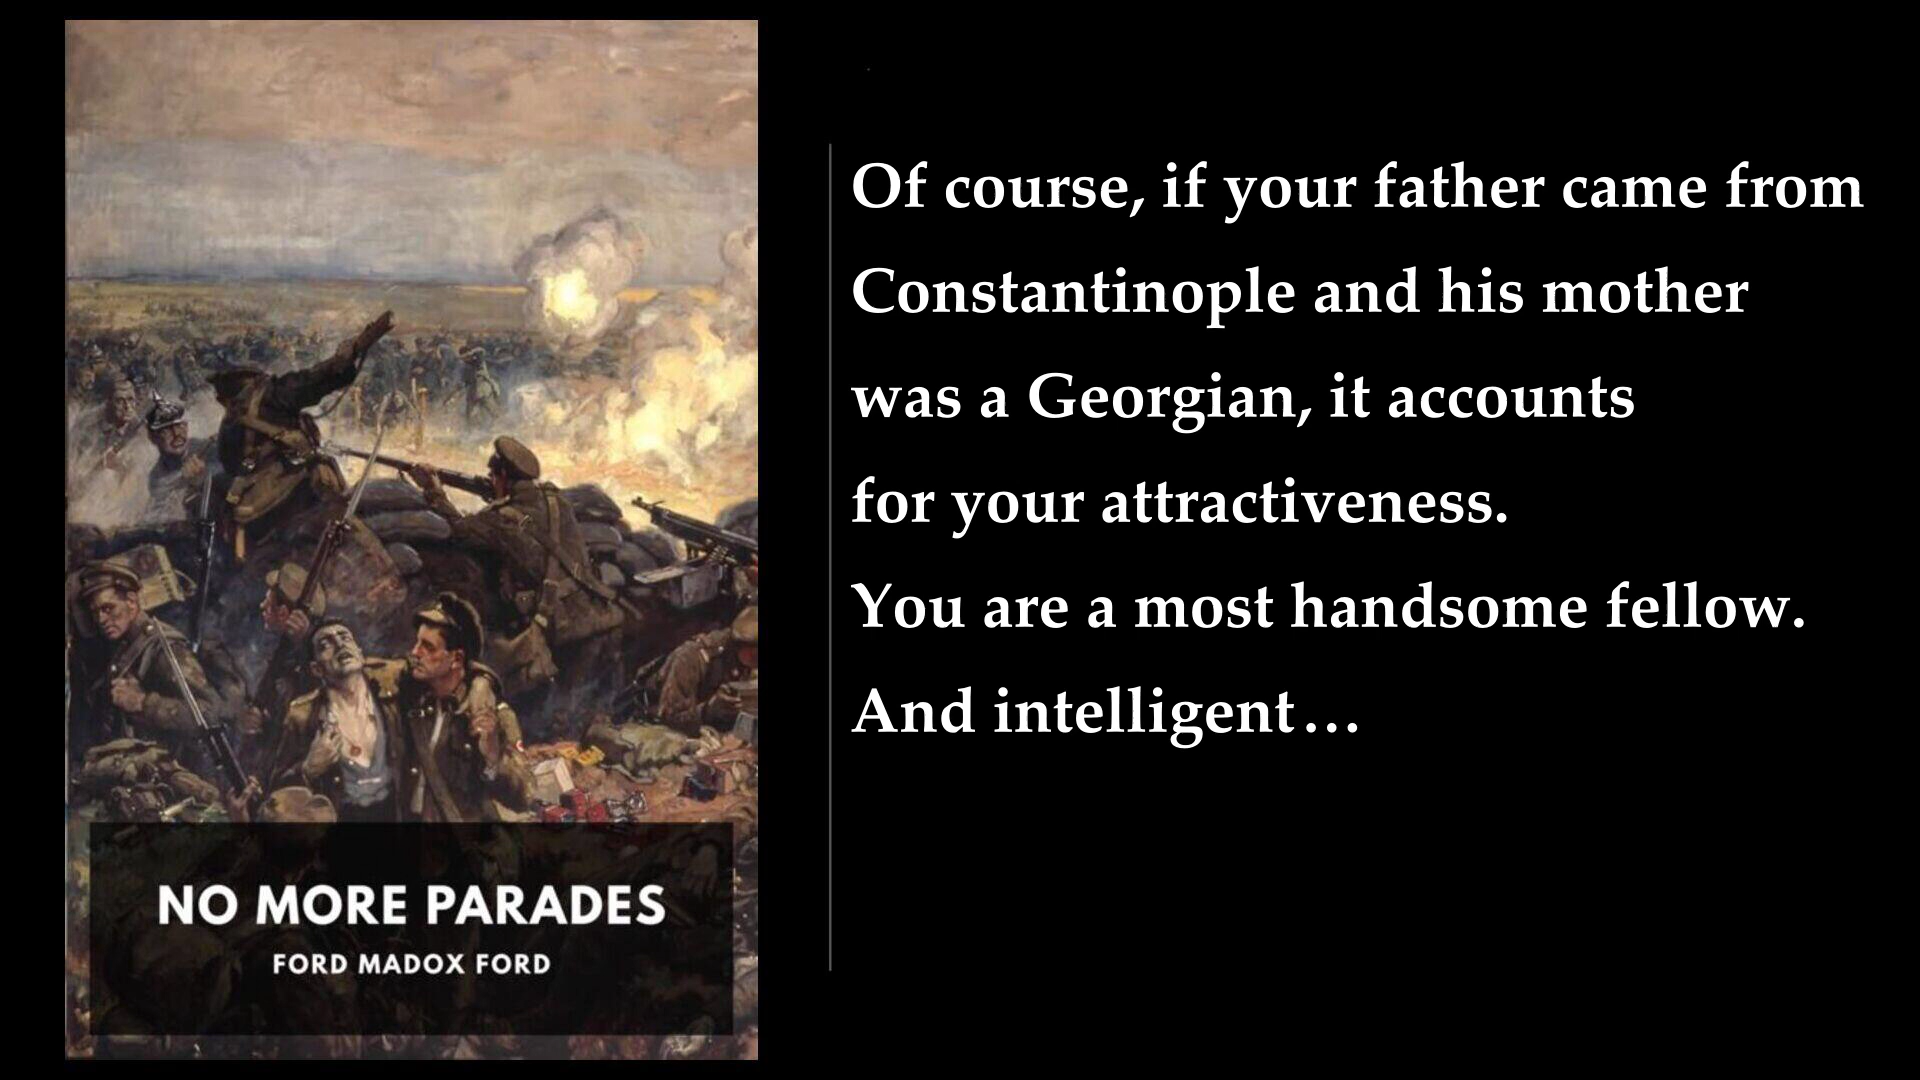 Of course, if your father came from
Constantinople and his mother
was a Georgian, it accounts
for your attractiveness.
You are a most handsome fellow.
And intelligent…
NO MORE PARADES
FORD MADOX FORD